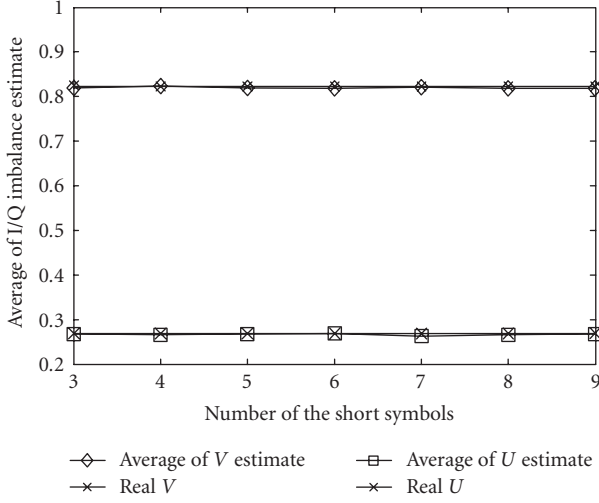 1
0.9
0.8
0.7
0.6
0.5
0.4
0.3
0.2
Average of I/Q imbalance estimate
3 4 5 6 7 8 9
Number of the short symbols
Average of V estimate
Real V
Average of U estimate
Real U